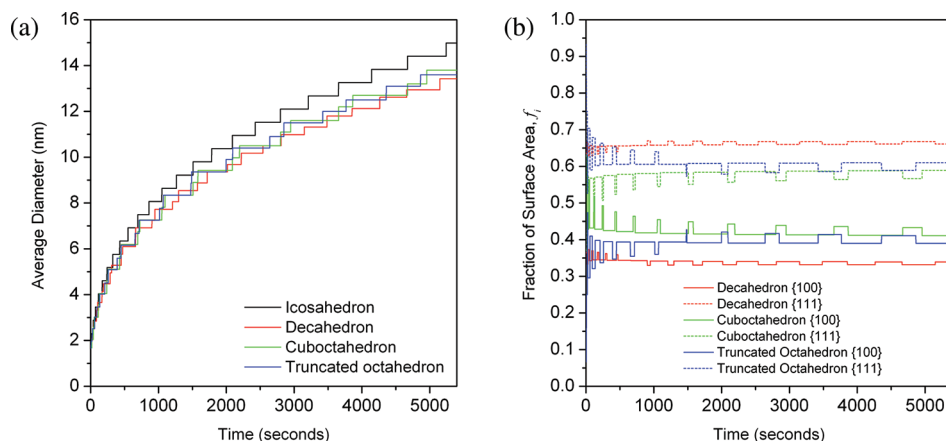 (a)
Average Diameter (nm)
16
14
12
10
8
6
4
2
0
0 1000 2000 3000 4000 5000
Time (seconds)
Icosahedron
Decahedron
Cuboctahedron
Truncated octahedron
(b)
Fraction of Surface Area, fi
1.0
0.9
0.8
0.7
0.6
0.5
0.4
0.3
0.2
0.1
0.0
0 1000 2000 3000 4000 5000
Time (seconds)
Decahedron {100}
Decahedron {111}
Cuboctahedron {100}
Cuboctahedron {111}
Truncated Octahedron {100}
Truncated Octahedron {111}